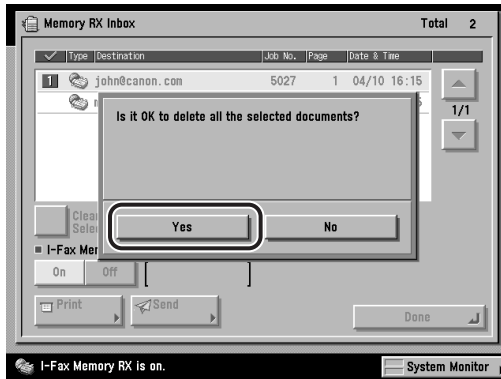 Memory RX Inbox
Total 2
Type Destination Job No. Page Date & Time
1 john@canon.com 5027 1 04/10 16:15
1/1
Is it OK to delete all the selected documents?
Yes No
On Off [ ]
Print Send
Done
I-Fax Memory RX is on.
System Monitor